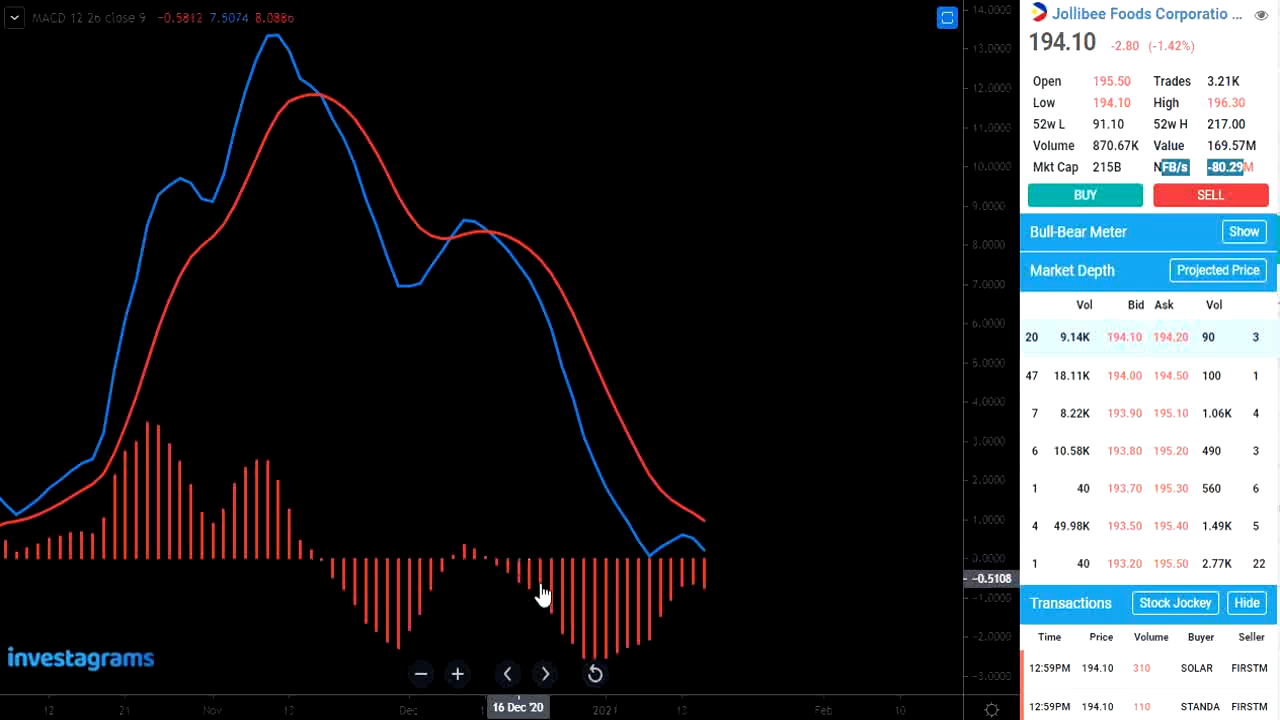 MACD 12 26 close 9 -0.5812 7.5074 8.0886
14.0000
13.0000
12.0000
11.0000
10.0000
9.0000
8.0000
7.0000
6.0000
5.0000
4.0000
3.0000
2.0000
1.0000
0.0000
-0.5108
-1.0000
-2.0000
-3.0000
investagrams
12 21 Nov 13 Dec 16 Dec '20 2021 13 Feb 10
Jollibee Foods Corporatio ...
194.10 -2.80 (-1.42%)
Open 195.50 Trades 3.21K
Low 194.10 High 196.30
52w L 91.10 52w H 217.00
Volume 870.67K Value 169.57M
Mkt Cap 215B NFB/s -80.29M
BUY SELL
Bull-Bear Meter Show
Market Depth Projected Price
Vol Bid Ask Vol
20 9.14K 194.10 194.20 90 3
47 18.11K 194.00 194.50 100 1
7 8.22K 193.90 195.10 1.06K 4
6 10.58K 193.80 195.20 490 3
1 40 193.70 195.30 560 6
4 49.98K 193.50 195.40 1.49K 5
1 40 193.20 195.50 2.77K 22
Transactions Stock Jockey Hide
Time Price Volume Buyer Seller
12:59PM 194.10 310 SOLAR FIRSTM
12:59PM 194.10 110 STANDA FIRSTM